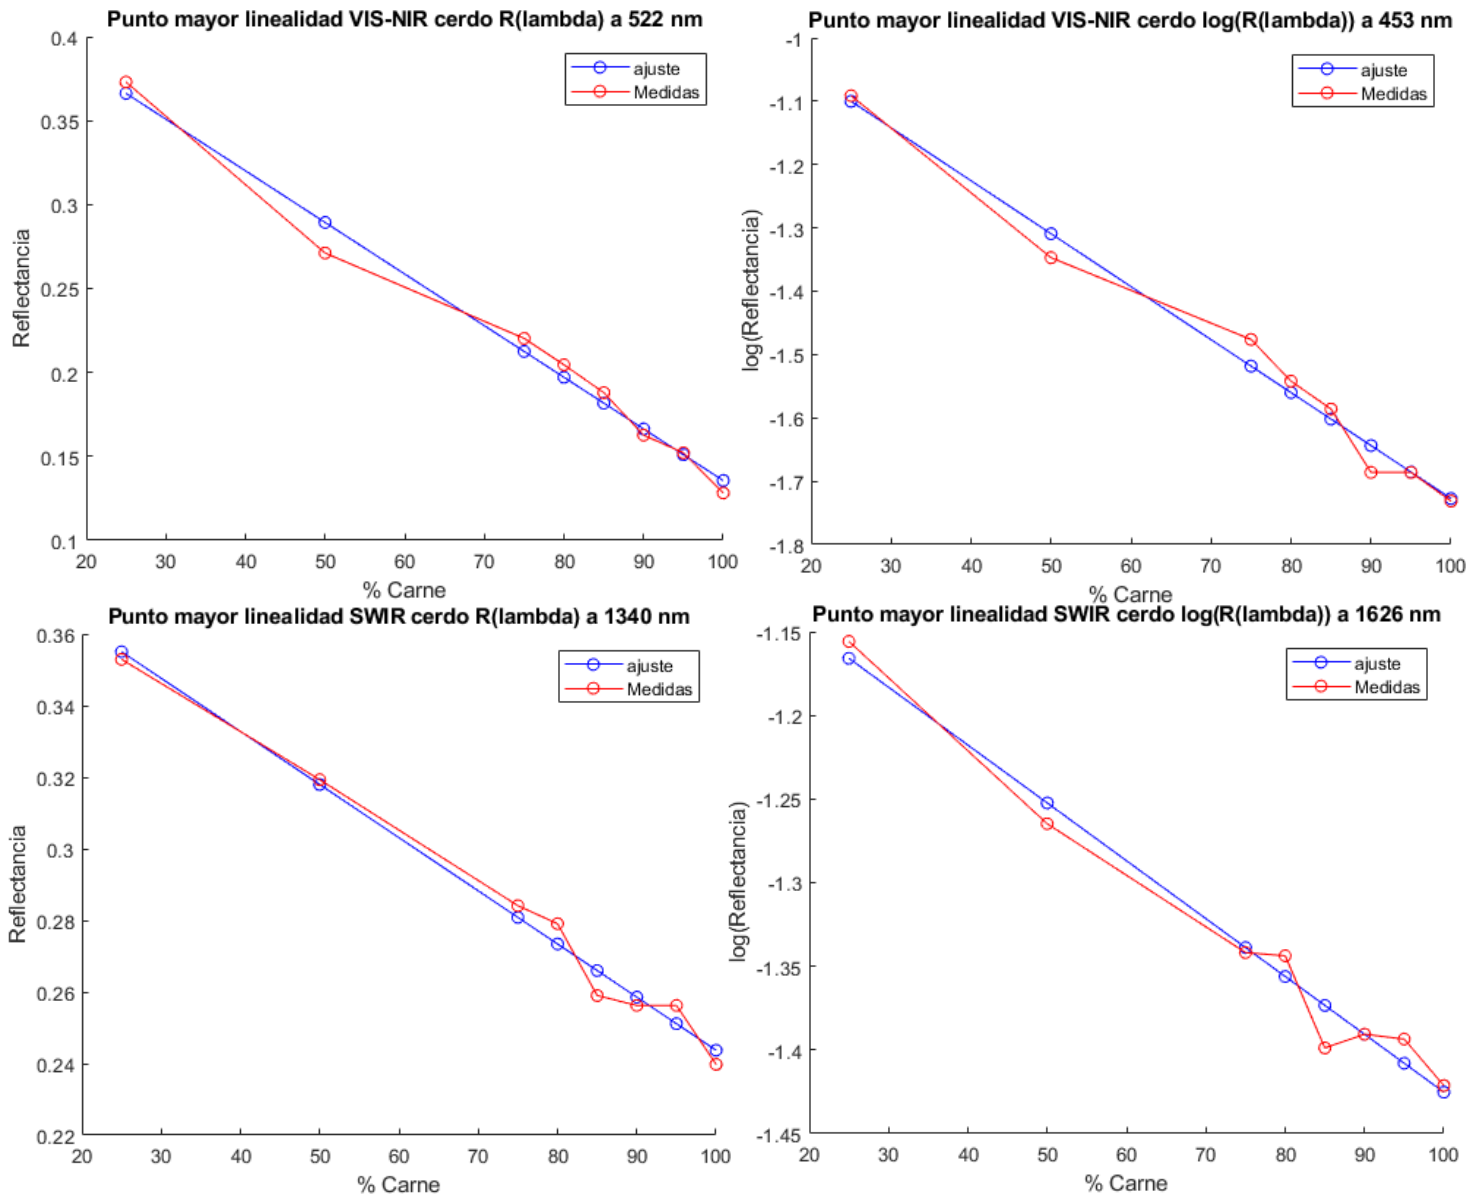 Punto mayor linealidad VIS-NIR cerdo R(lambda) a 522 nm
0.4
0.35
0.3
0.25
0.2
0.15
0.1
Reflectancia
ajuste
Medidas
20 30 40 50 60 70 80 90 100
% Carne
Punto mayor linealidad VIS-NIR cerdo log(R(lambda)) a 453 nm
-1
-1.1
-1.2
-1.3
-1.4
-1.5
-1.6
-1.7
-1.8
log(Reflectancia)
ajuste
Medidas
20 30 40 50 60 70 80 90 100
% Carne
Punto mayor linealidad SWIR cerdo R(lambda) a 1340 nm
0.36
0.34
0.32
0.3
0.28
0.26
0.24
0.22
Reflectancia
ajuste
Medidas
20 30 40 50 60 70 80 90 100
% Carne
Punto mayor linealidad SWIR cerdo log(R(lambda)) a 1626 nm
-1.15
-1.2
-1.25
-1.3
-1.35
-1.4
-1.45
log(Reflectancia)
ajuste
Medidas
20 30 40 50 60 70 80 90 100
% Carne